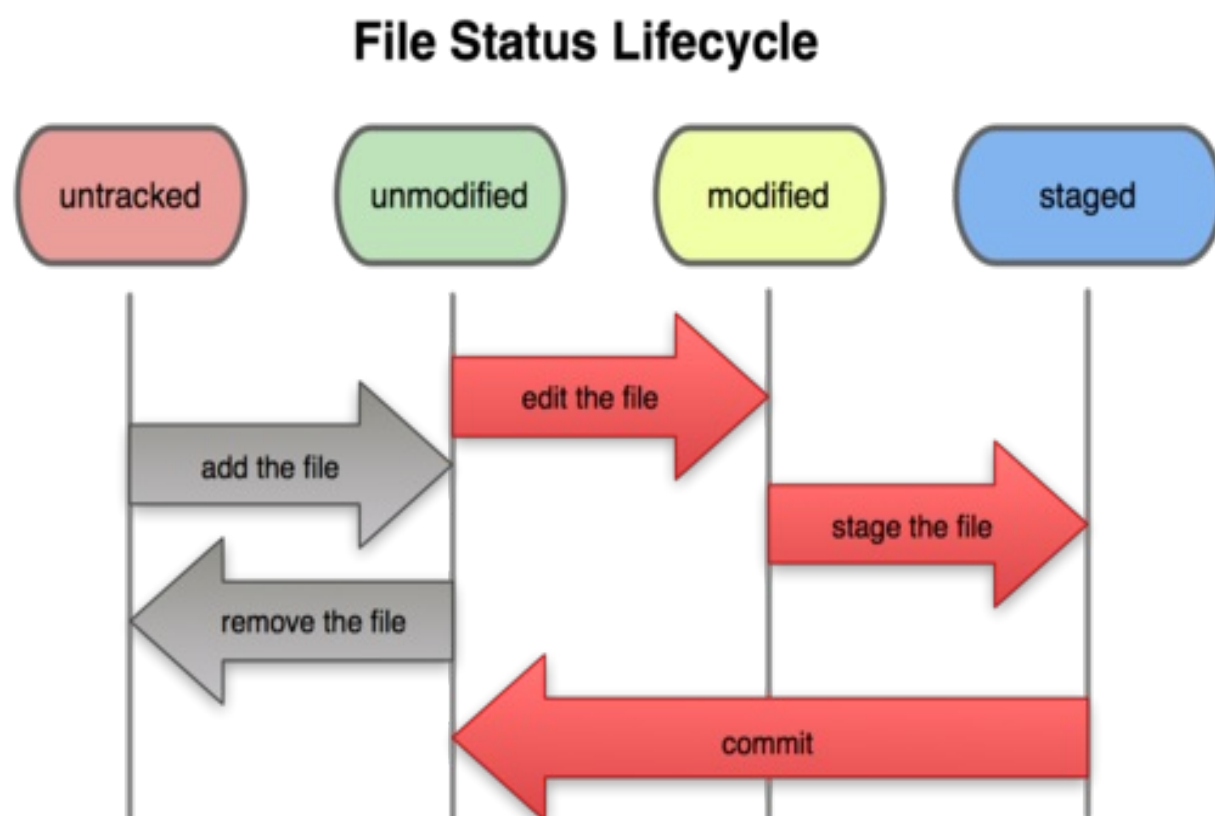 File Status Lifecycle
untracked
unmodified
modified
staged
edit the file
add the file
stage the file
remove the file
commit